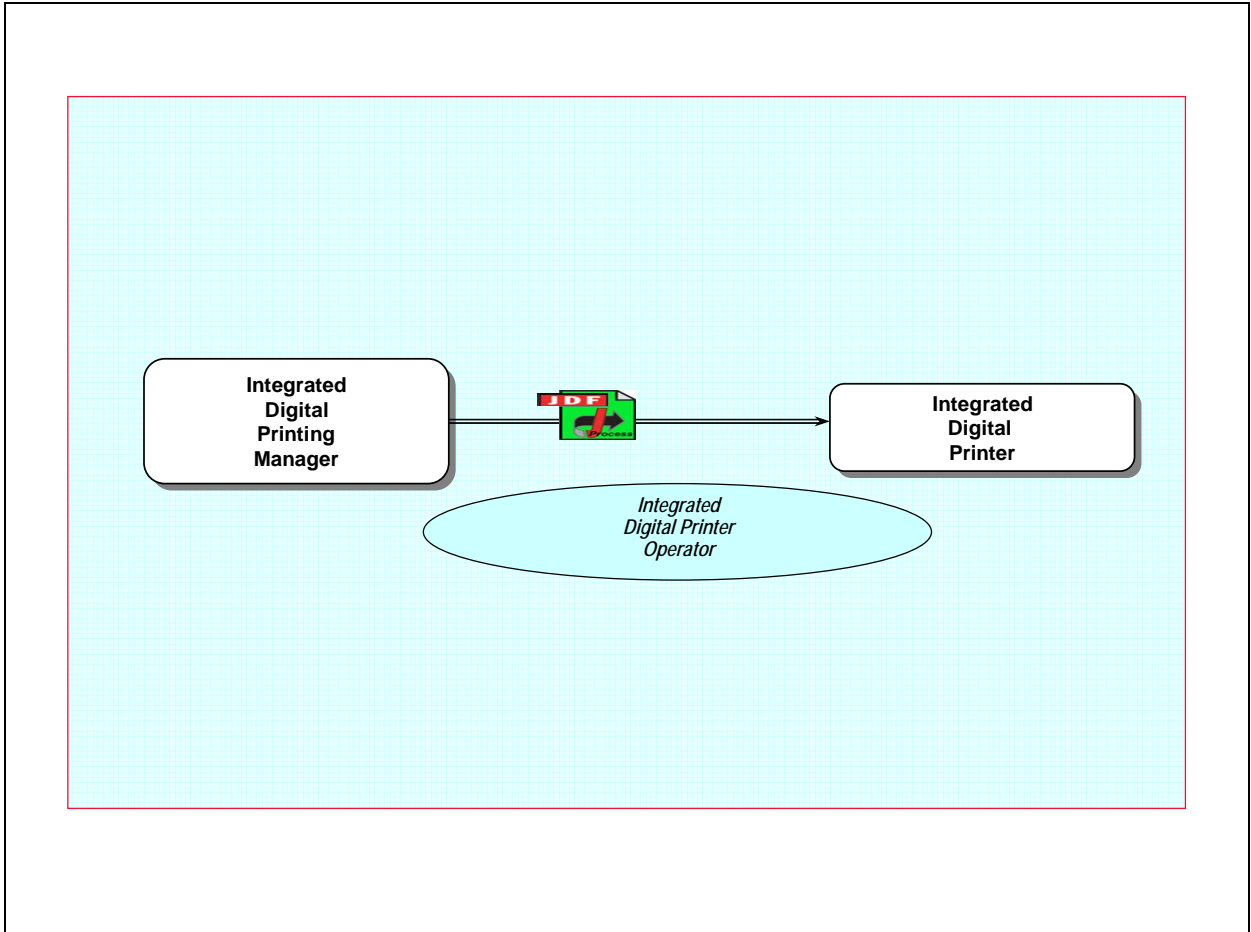 Integrated
Digital
Printing
Manager
JDF
Process
Integrated
Digital
Printer
Integrated
Digital Printer
Operator